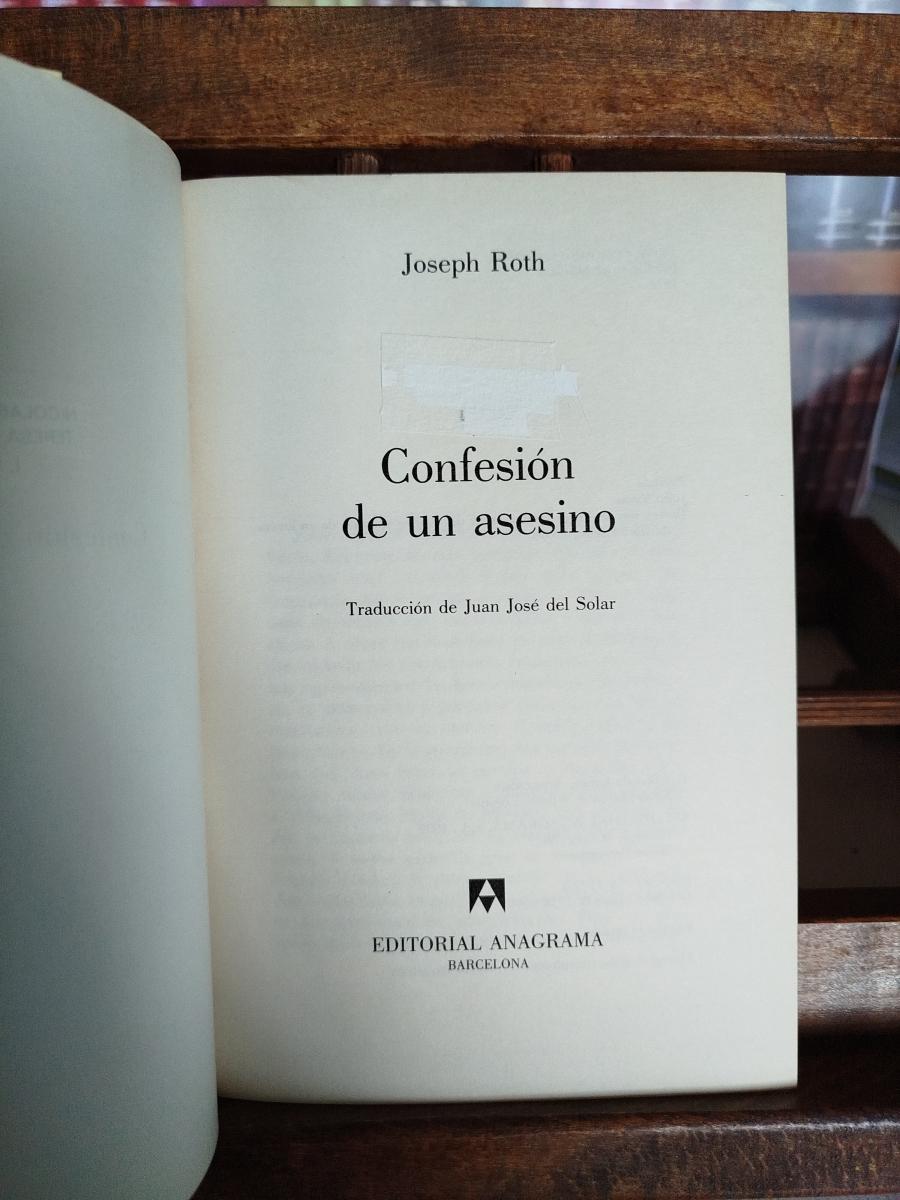 Joseph Roth
Confesión
de un asesino
Traducción de Juan José del Solar
EDITORIAL ANAGRAMA
BARCELONA